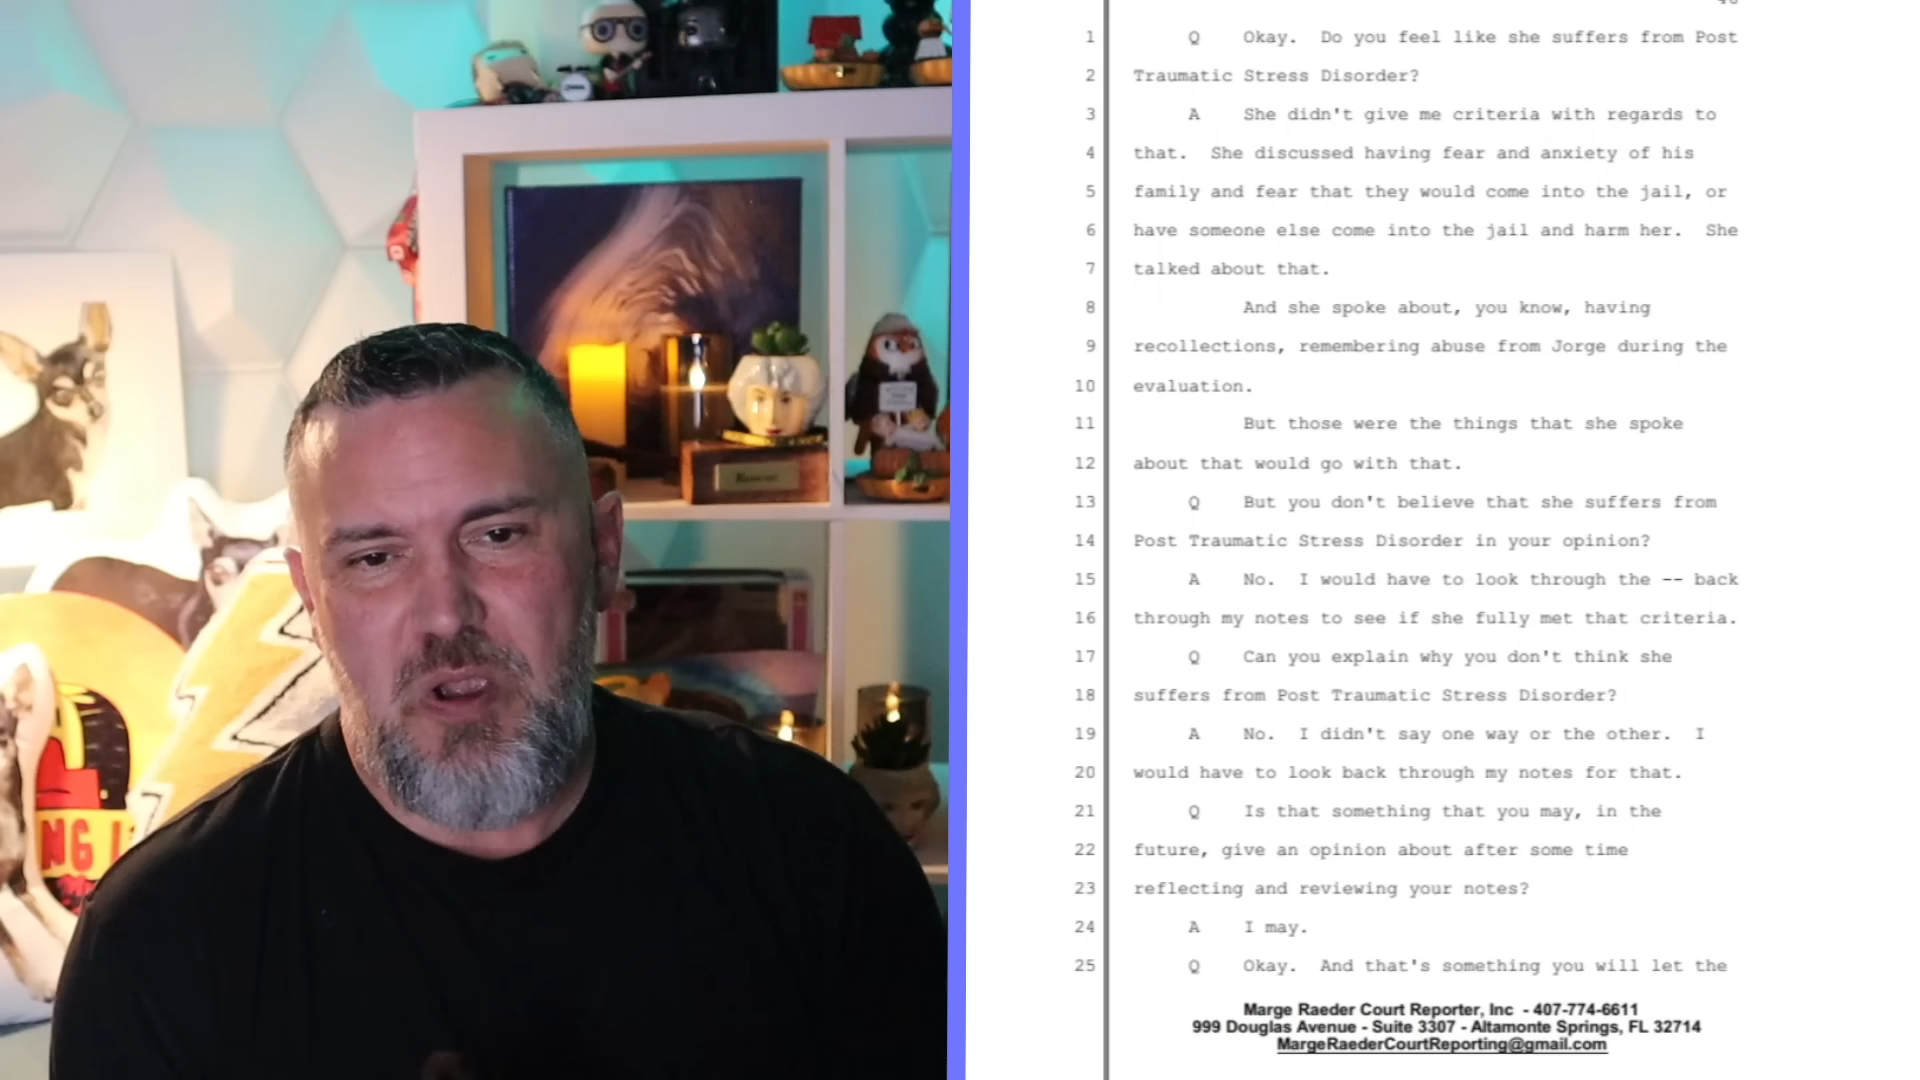 1 Q Okay. Do you feel like she suffers from Post
2 Traumatic Stress Disorder?
3 A She didn't give me criteria with regards to
4 that. She discussed having fear and anxiety of his
5 family and fear that they would come into the jail, or
6 have someone else come into the jail and harm her. She
7 talked about that.
8 And she spoke about, you know, having
9 recollections, remembering abuse from Jorge during the
10 evaluation.
11 But those were the things that she spoke
12 about that would go with that.
13 Q But you don't believe that she suffers from
14 Post Traumatic Stress Disorder in your opinion?
15 A No. I would have to look through the -- back
16 through my notes to see if she fully met that criteria.
17 Q Can you explain why you don't think she
18 suffers from Post Traumatic Stress Disorder?
19 A No. I didn't say one way or the other. I
20 would have to look back through my notes for that.
21 Q Is that something that you may, in the
22 future, give an opinion about after some time
23 reflecting and reviewing your notes?
24 A I may.
25 Q Okay. And that's something you will let the
Marge Raeder Court Reporter, Inc - 407-774-6611
999 Douglas Avenue - Suite 3307 - Altamonte Springs, FL 32714
MargeRaederCourtReporting@gmail.com